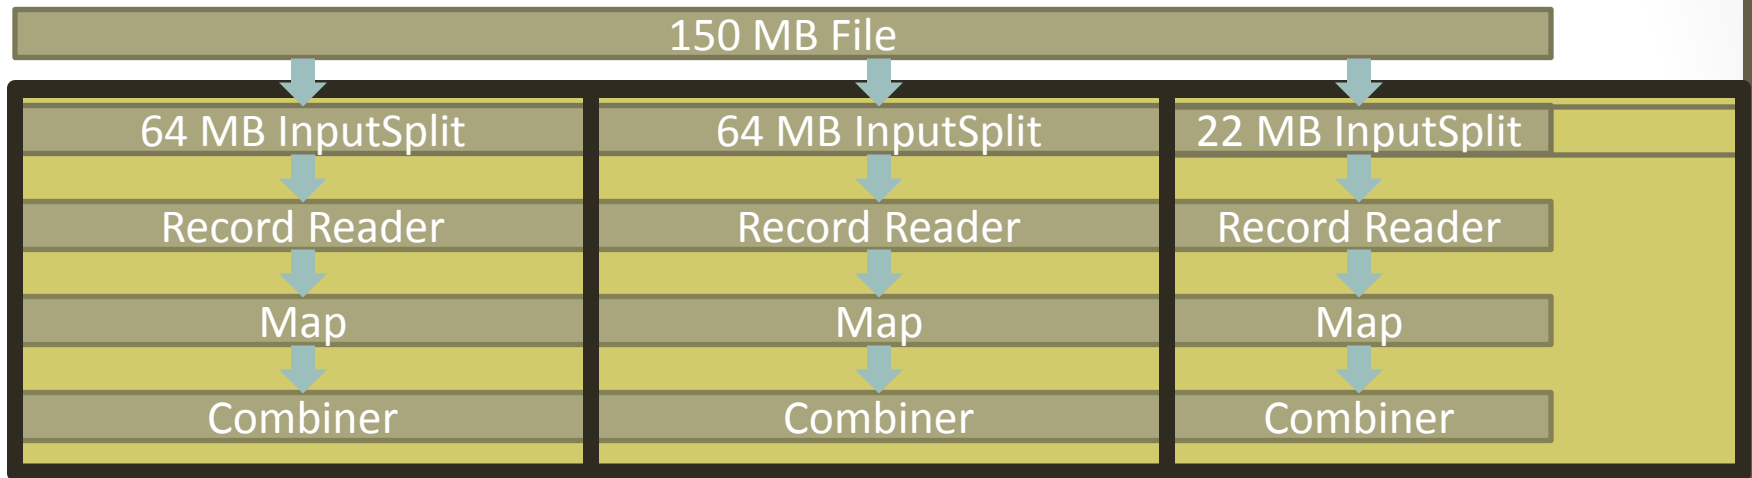 150 MB File
64 MB InputSplit
64 MB InputSplit
22 MB InputSplit
Record Reader
Record Reader
Record Reader
Map
Map
Map
Combiner
Combiner
Combiner